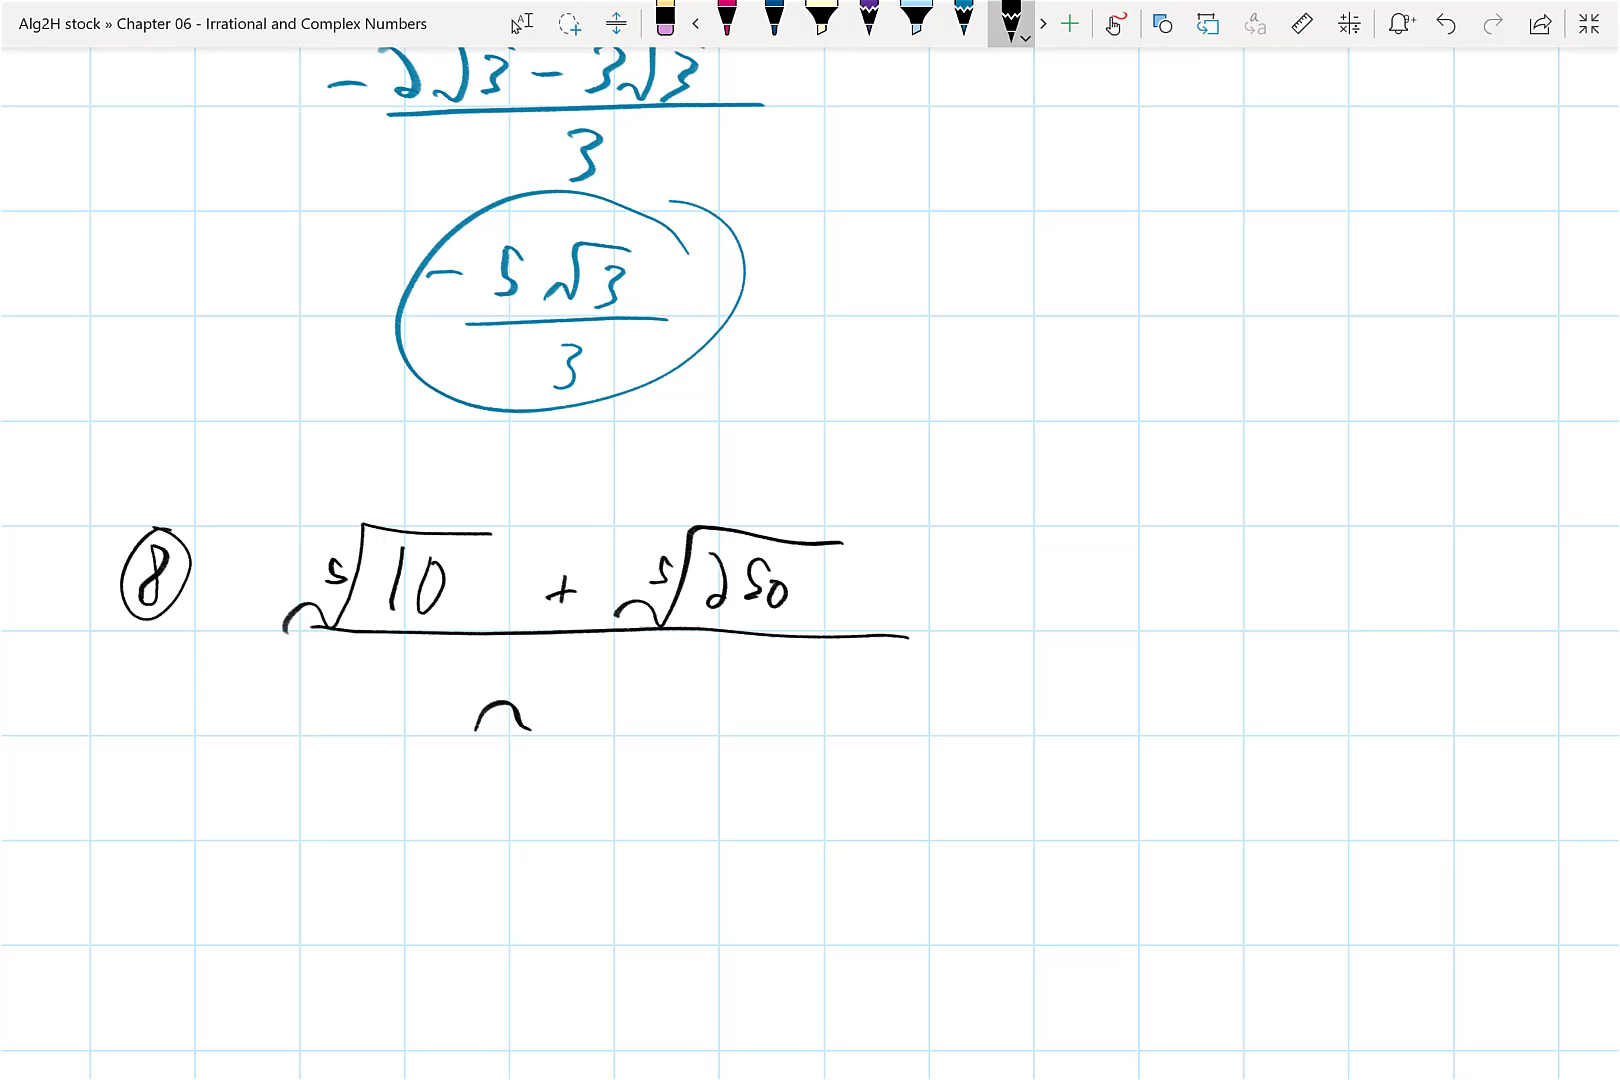 Alg2H stock » Chapter 06 - Irrational and Complex Numbers
- 2√3 - 3√3
3
- 5√3
3
8 ⁵√10 + ⁵√250